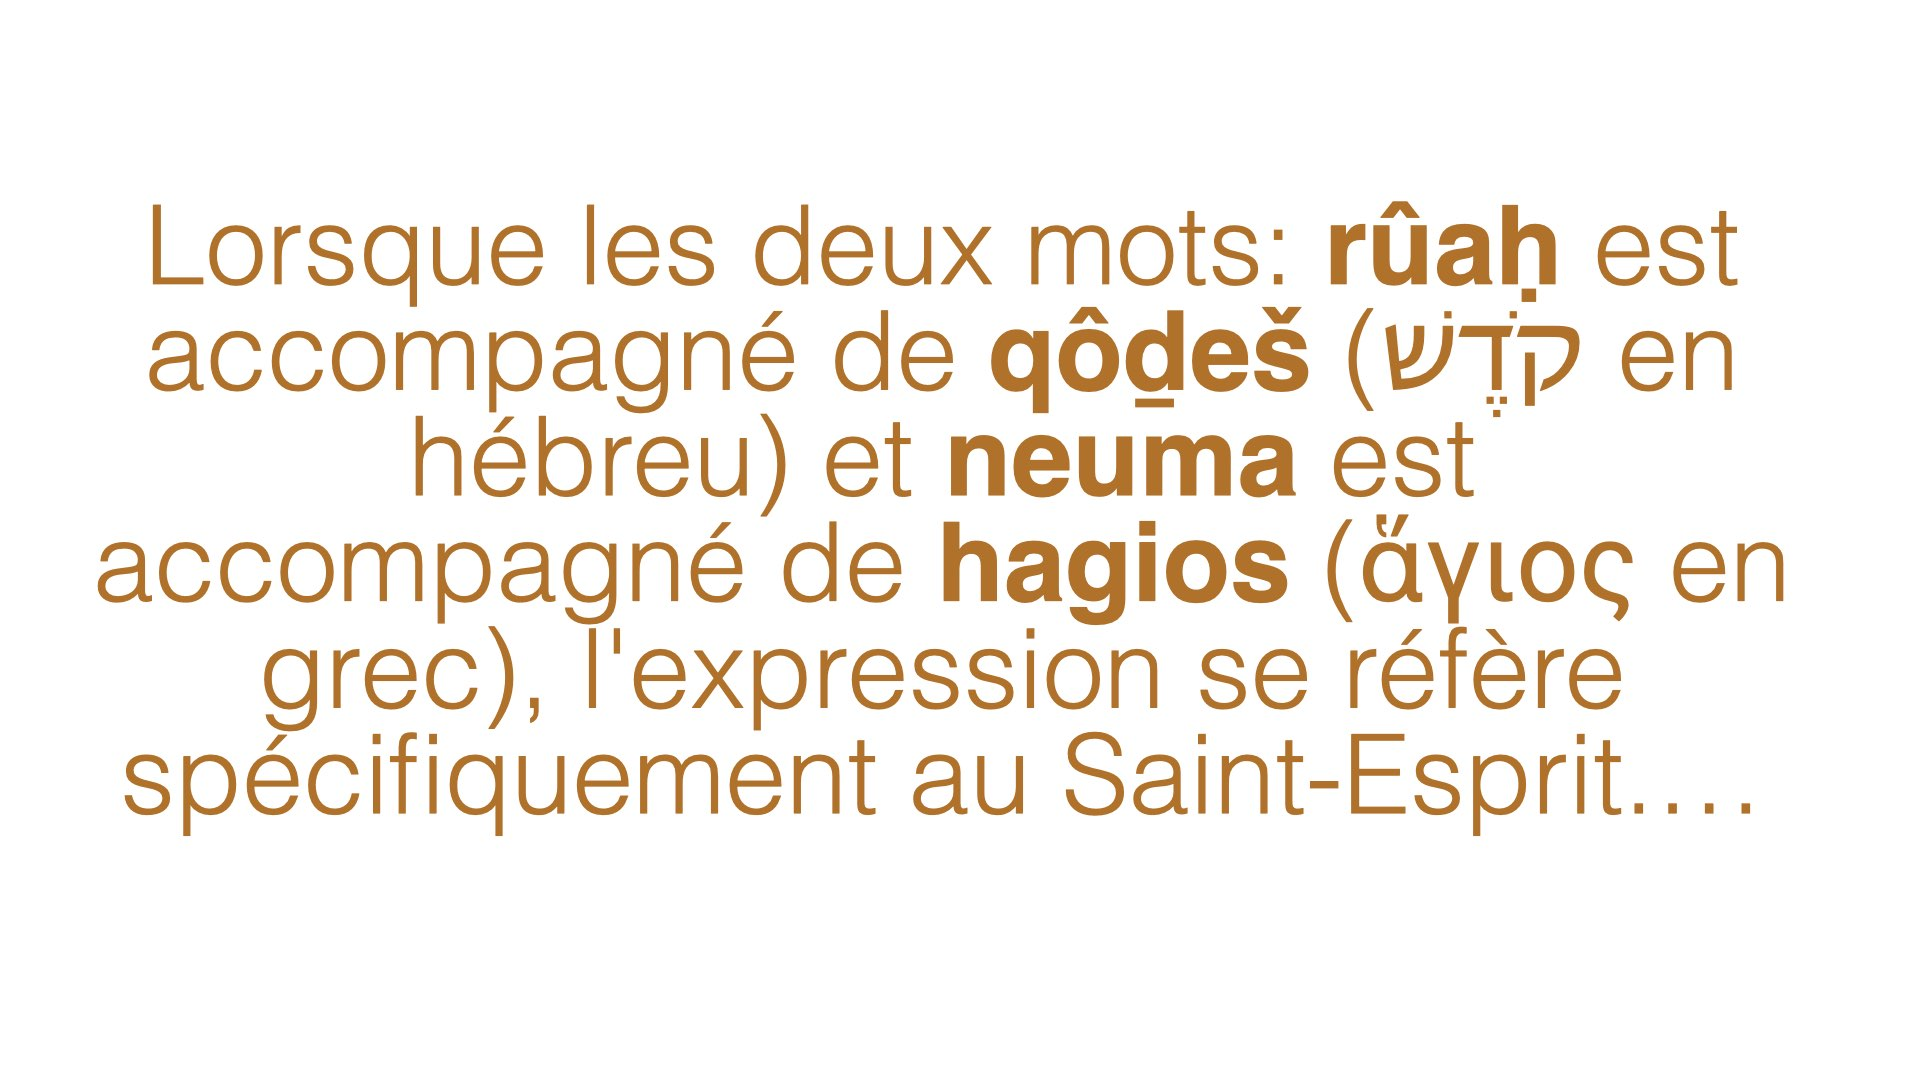 Lorsque les deux mots: rûaḥ est
accompagné de qôḏeš (קֹדֶשׁ en
hébreu) et neuma est
accompagné de hagios (ἅγιος en
grec), l'expression se réfère
spécifiquement au Saint-Esprit….